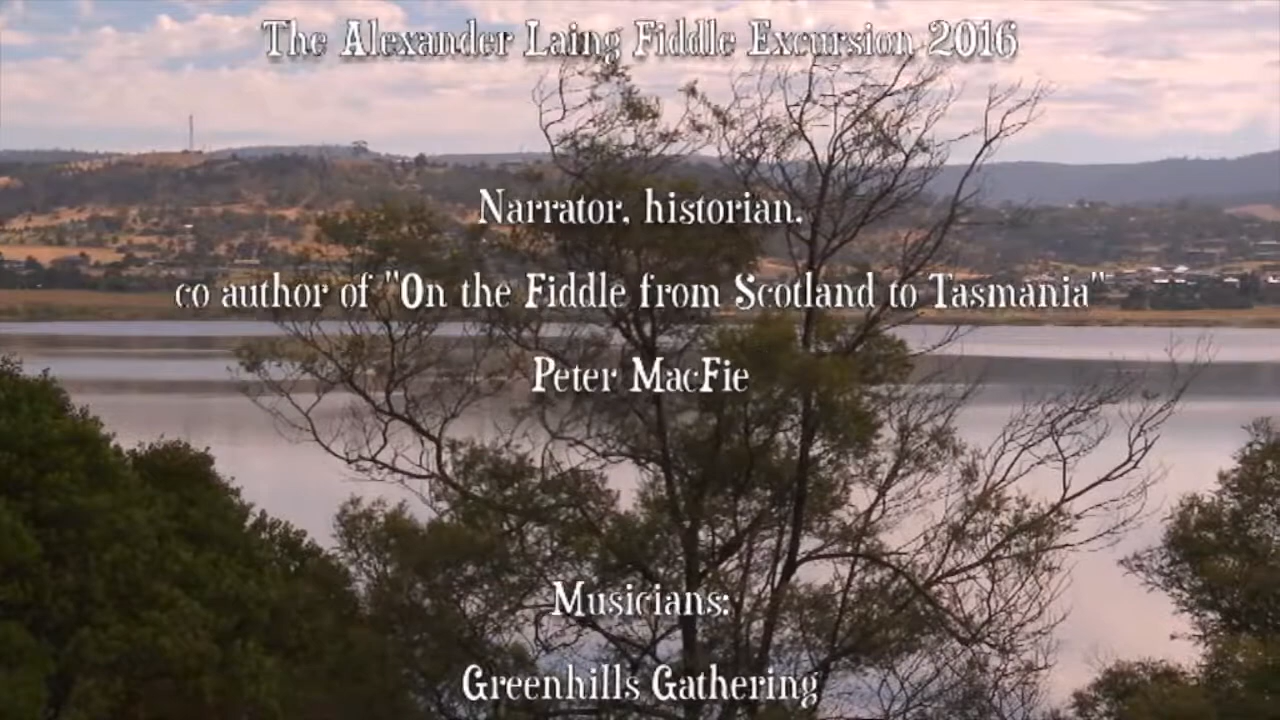 The Alexander Laing Fiddle Excursion 2016
Narrator, historian,
co author of "On the Fiddle from Scotland to Tasmania"
Peter MacFie
Musicians:
Greenhills Gathering